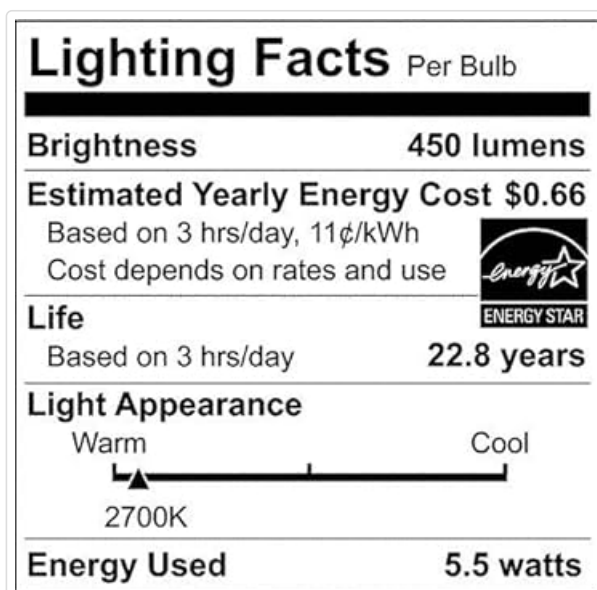 Lighting Facts Per Bulb
Brightness 450 lumens
Estimated Yearly Energy Cost $0.66
Based on 3 hrs/day, 11¢/kWh
Cost depends on rates and use
energy
ENERGY STAR
Life
Based on 3 hrs/day 22.8 years
Light Appearance
Warm Cool
2700K
Energy Used 5.5 watts